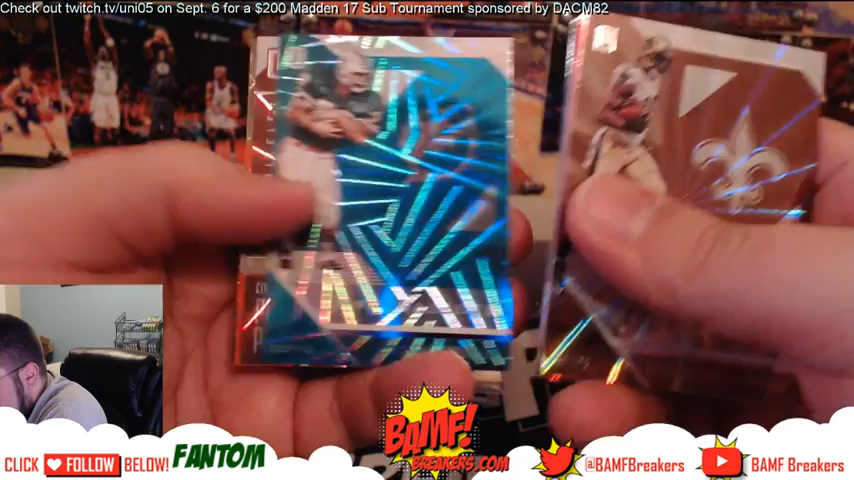 Check out twitch.tv/uni05 on Sept. 6 for a $200 Madden 17 Sub Tournament sponsored by DACM82
CLICK FOLLOW BELOW! FANTOM BAMF! BREAKERS.COM @BAMFBreakers BAMF Breakers